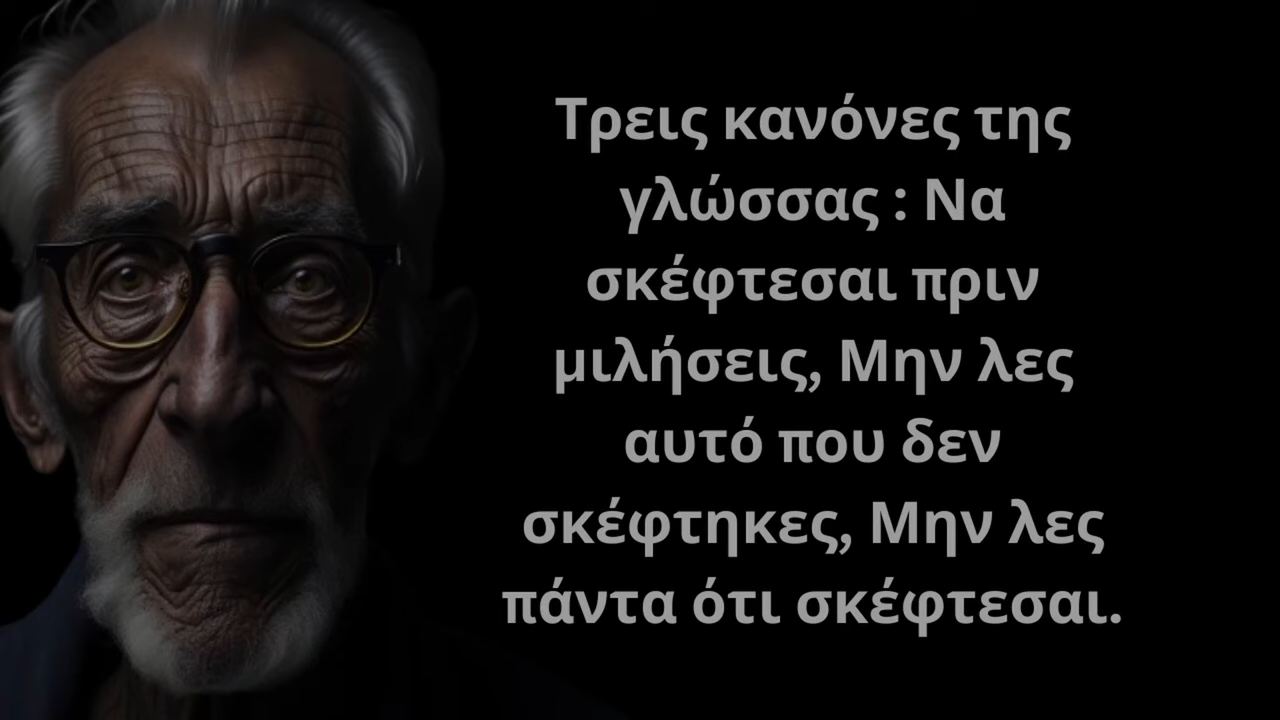 Τρεις κανόνες της
γλώσσας : Να
σκέφτεσαι πριν
μιλήσεις, Μην λες
αυτό που δεν
σκέφτηκες, Μην λες
πάντα ότι σκέφτεσαι.